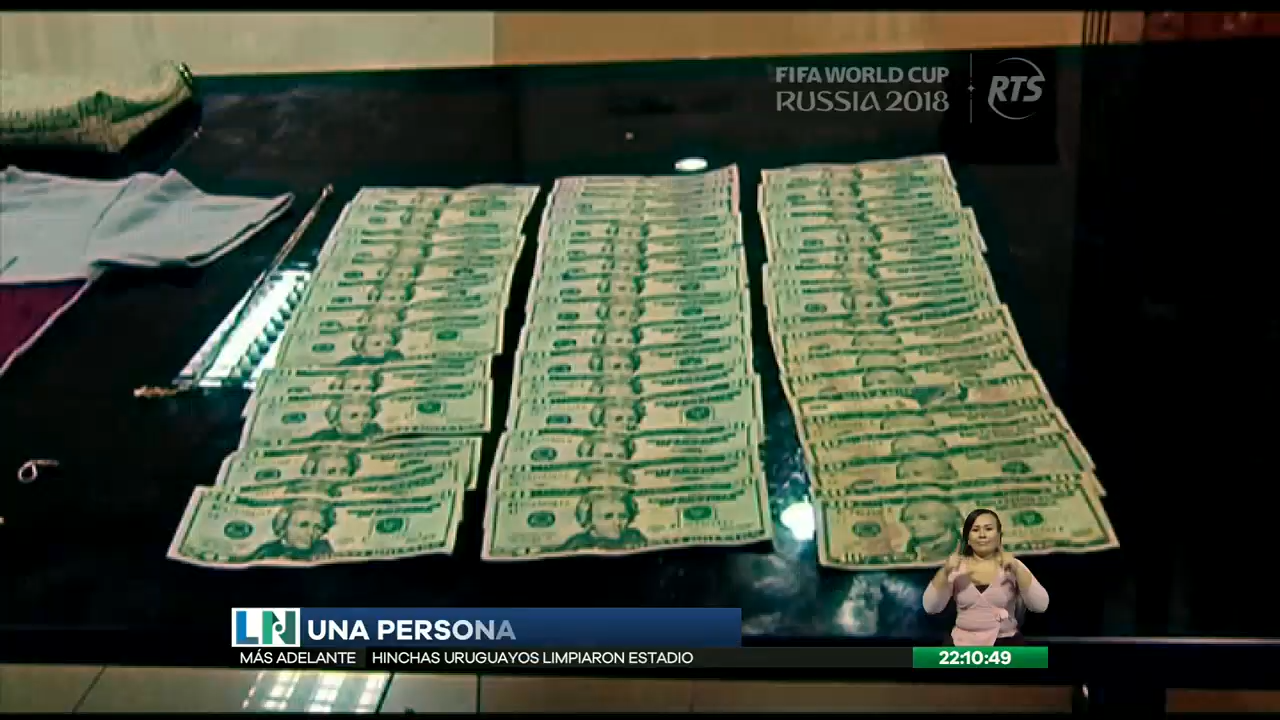 FIFA WORLD CUP
RUSSIA 2018
RTS
LN UNA PERSONA
MÁS ADELANTE HINCHAS URUGUAYOS LIMPIARON ESTADIO
22:10:49